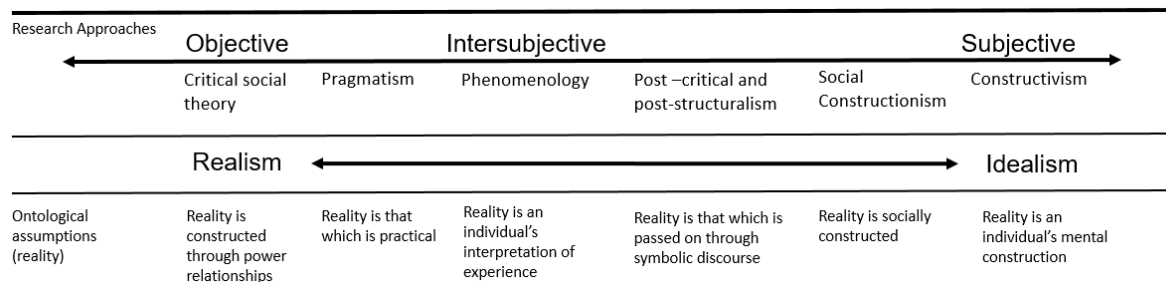 Research Approaches
Objective Intersubjective Subjective
Critical social theory
Pragmatism
Phenomenology
Post –critical and
post-structuralism
Social
Constructionism
Constructivism
Realism Idealism
Ontological
assumptions
(reality)
Reality is
constructed
through power
relationships
Reality is that
which is practical
Reality is an
individual's
interpretation of
experience
Reality is that which is
passed on through
symbolic discourse
Reality is socially
constructed
Reality is an
individual's mental
construction